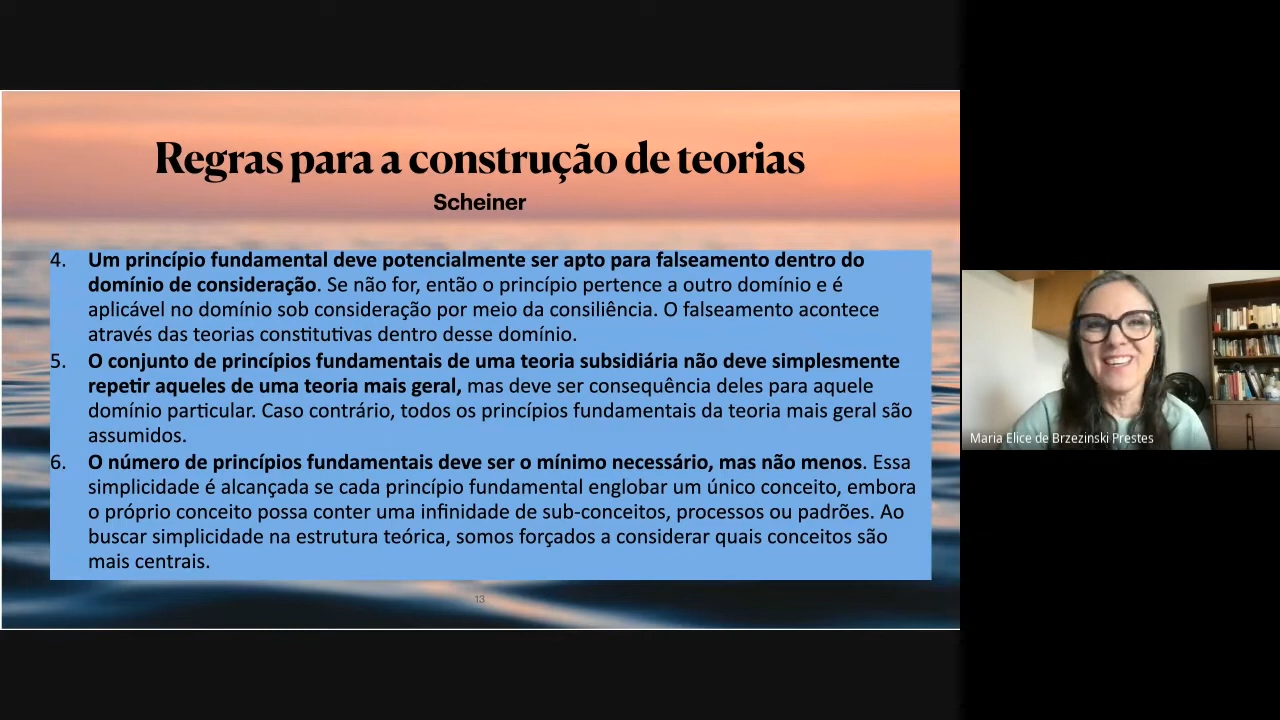 Regras para a construção de teorias
Scheiner
4. Um princípio fundamental deve potencialmente ser apto para falseamento dentro do
domínio de consideração. Se não for, então o princípio pertence a outro domínio e é
aplicável no domínio sob consideração por meio da consiliência. O falseamento acontece
através das teorias constitutivas dentro desse domínio.
5. O conjunto de princípios fundamentais de uma teoria subsidiária não deve simplesmente
repetir aqueles de uma teoria mais geral, mas deve ser consequência deles para aquele
domínio particular. Caso contrário, todos os princípios fundamentais da teoria mais geral são
assumidos.
6. O número de princípios fundamentais deve ser o mínimo necessário, mas não menos. Essa
simplicidade é alcançada se cada princípio fundamental englobar um único conceito, embora
o próprio conceito possa conter uma infinidade de sub-conceitos, processos ou padrões. Ao
buscar simplicidade na estrutura teórica, somos forçados a considerar quais conceitos são
mais centrais.
13
Maria Elice de Brzezinski Prestes